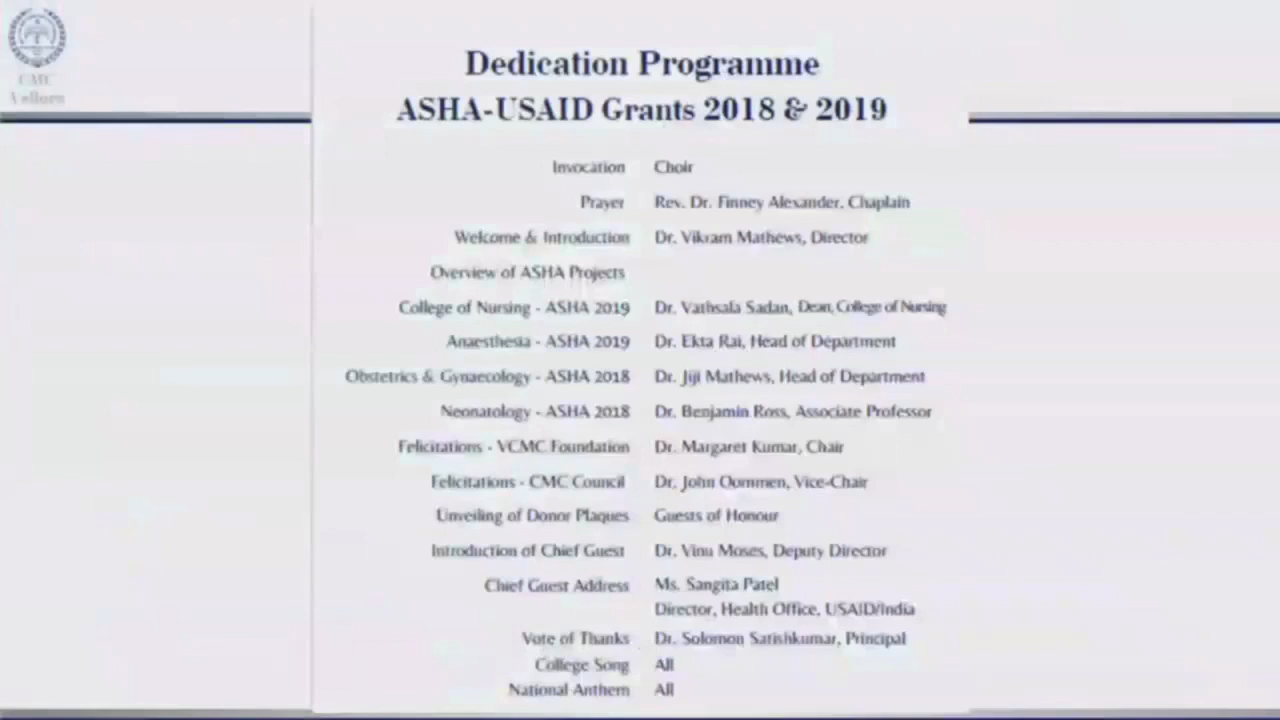 CMC
Vellore
Dedication Programme
ASHA-USAID Grants 2018 & 2019
Invocation Choir
Prayer Rev. Dr. Finney Alexander, Chaplain
Welcome & Introduction Dr. Vikram Mathews, Director
Overview of ASHA Projects
College of Nursing - ASHA 2019 Dr. Vathsala Sadan, Dean, College of Nursing
Anaesthesia - ASHA 2019 Dr. Ekta Rai, Head of Department
Obstetrics & Gynaecology - ASHA 2018 Dr. Jiji Mathews, Head of Department
Neonatology - ASHA 2018 Dr. Benjamin Ross, Associate Professor
Felicitations - VCMC Foundation Dr. Margaret Kumar, Chair
Felicitations - CMC Council Dr. John Oommen, Vice-Chair
Unveiling of Donor Plaques Guests of Honour
Introduction of Chief Guest Dr. Vinu Moses, Deputy Director
Chief Guest Address Ms. Sangita Patel
Director, Health Office, USAID/India
Vote of Thanks Dr. Solomon Satishkumar, Principal
College Song All
National Anthem All